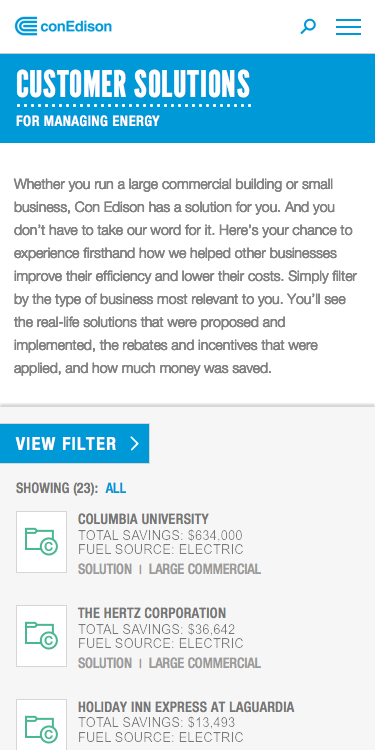 conEdison
CUSTOMER SOLUTIONS
FOR MANAGING ENERGY
Whether you run a large commercial building or small
business, Con Edison has a solution for you. And you
don't have to take our word for it. Here's your chance to
experience firsthand how we helped other businesses
improve their efficiency and lower their costs. Simply filter
by the type of business most relevant to you. You'll see
the real-life solutions that were proposed and
implemented, the rebates and incentives that were
applied, and how much money was saved.
VIEW FILTER
SHOWING (23): ALL
COLUMBIA UNIVERSITY
TOTAL SAVINGS: $634,000
FUEL SOURCE: ELECTRIC
SOLUTION | LARGE COMMERCIAL
THE HERTZ CORPORATION
TOTAL SAVINGS: $36,642
FUEL SOURCE: ELECTRIC
SOLUTION | LARGE COMMERCIAL
HOLIDAY INN EXPRESS AT LAGUARDIA
TOTAL SAVINGS: $13,493
FUEL SOURCE: ELECTRIC